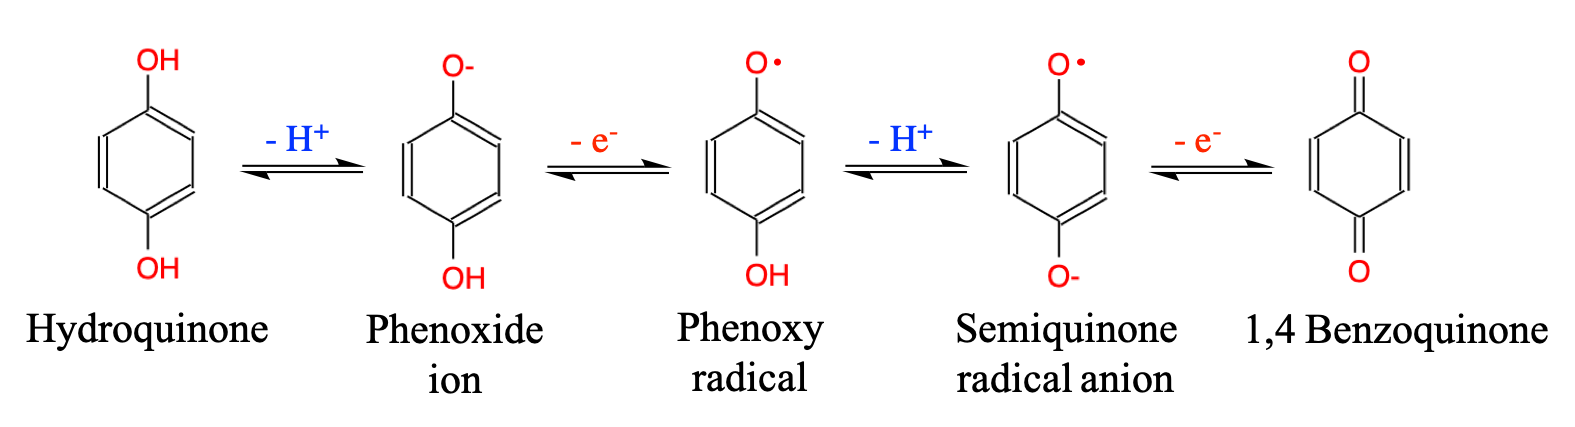 OH
O-
O•
O•
O
- H⁺
- e⁻
- H⁺
- e⁻
OH
OH
OH
O-
O
Hydroquinone
Phenoxide
ion
Phenoxy
radical
Semiquinone
radical anion
1,4 Benzoquinone